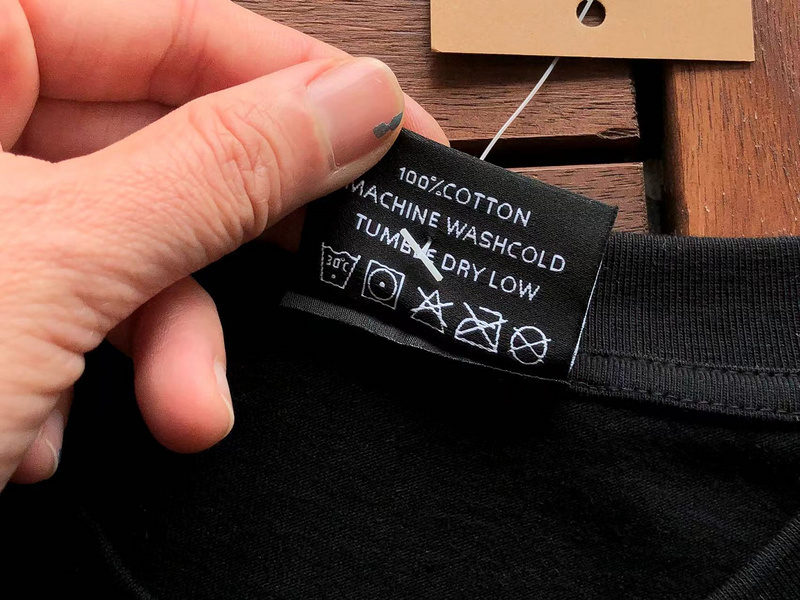 100%COTTON
MACHINE WASHCOLD
TUMBLE DRY LOW
30°C